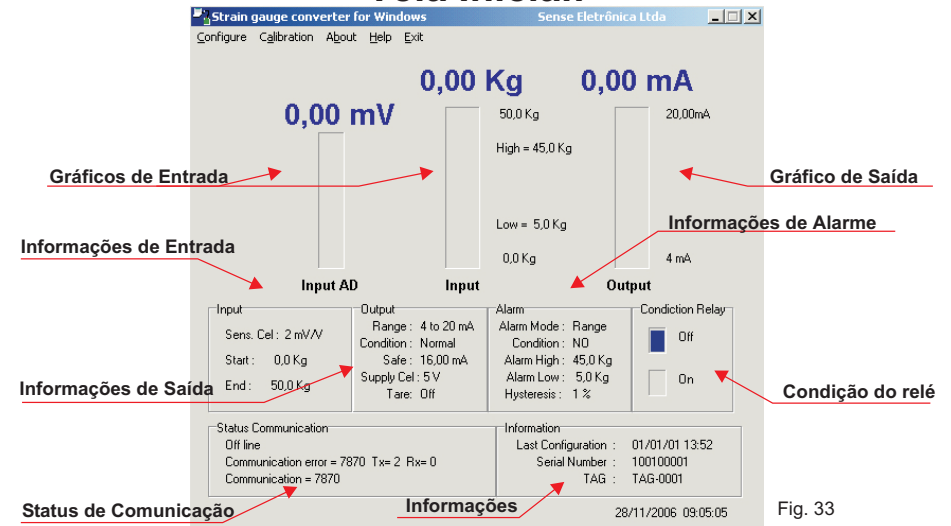 Strain gauge converter for Windows Sense Eletrônica Ltda
Configure Calibration About Help Exit
0,00 Kg 0,00 mA
0,00 mV
50,0 Kg 20,00mA
High = 45,0 Kg
Gráficos de Entrada Gráfico de Saída
Low = 5,0 Kg Informações de Alarme
Informações de Entrada
0,0 Kg 4 mA
Input AD Input Output
Input
Sens. Cel : 2 mV/V
Start : 0,0 Kg
End : 50,0 Kg
Output
Range : 4 to 20 mA
Condition : Normal
Safe : 16,00 mA
Supply Cel : 5 V
Tare: Off
Alarm
Alarm Mode : Range
Condition : NO
Alarm High : 45,0 Kg
Alarm Low : 5,0 Kg
Hysteresis : 1 %
Condiction Relay
Off
On
Informações de Saída
Condição do relé
Status Communication
Off line
Communication error = 7870 Tx= 2 Rx= 0
Communication = 7870
Information
Last Configuration : 01/01/01 13:52
Serial Number : 100100001
TAG : TAG-0001
Status de Comunicação Informações
28/11/2006 09:05:05
Fig. 33